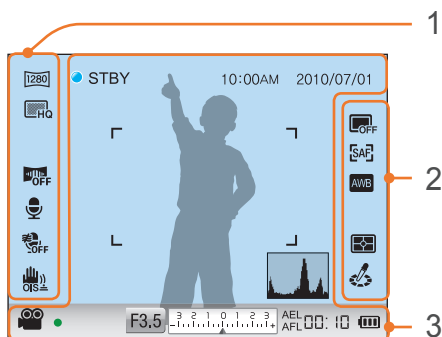 1
STBY 10:00AM 2010/07/01
1280
HQ
OFF
SAF
2
AWB
OFF
OFF
OIS
F3.5 3 2 1 0 1 2 3 AEL
- + AFL 00:10
3